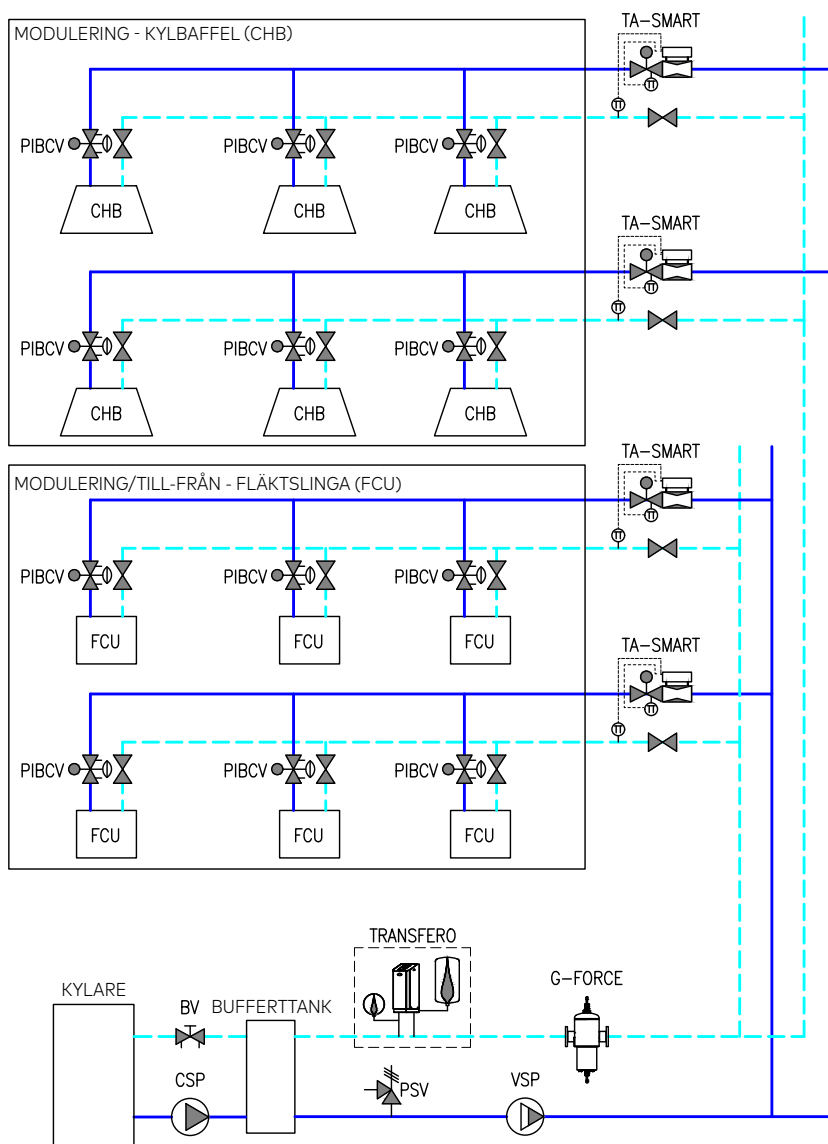 TA-SMART
MODULERING - KYLBAFFEL (CHB)
PIBCV PIBCV PIBCV
CHB CHB CHB
TA-SMART
PIBCV PIBCV PIBCV
CHB CHB CHB
TA-SMART
MODULERING/TILL-FRÅN - FLÄKTSLINGA (FCU)
PIBCV PIBCV PIBCV
FCU FCU FCU
TA-SMART
PIBCV PIBCV PIBCV
FCU FCU FCU
TRANSFERO
G-FORCE
KYLARE
BV BUFFERTTANK
CSP PSV VSP